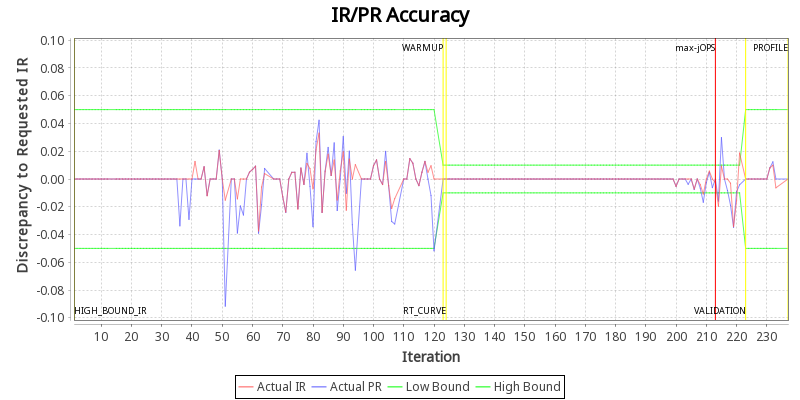 IR/PR Accuracy
Discrepancy to Requested IR
0.10
0.08
0.06
0.04
0.02
0.00
-0.02
-0.04
-0.06
-0.08
-0.10
WARMUP
max-jOPS
PROFILE
HIGH_BOUND_IR
RT_CURVE
VALIDATION
10 20 30 40 50 60 70 80 90 100 110 120 130 140 150 160 170 180 190 200 210 220 230
Iteration
Actual IR Actual PR Low Bound High Bound